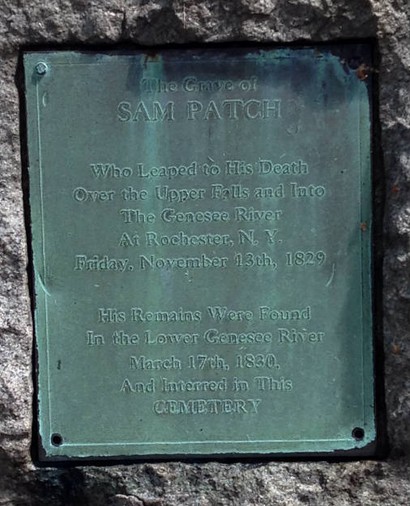 The Grave of
SAM PATCH
Who Leaped to His Death
Over the Upper Falls and Into
The Genesee River
At Rochester, N. Y.
Friday, November 13th, 1829
His Remains Were Found
In the Lower Genesee River
March 17th, 1830,
And Interred in This
CEMETERY